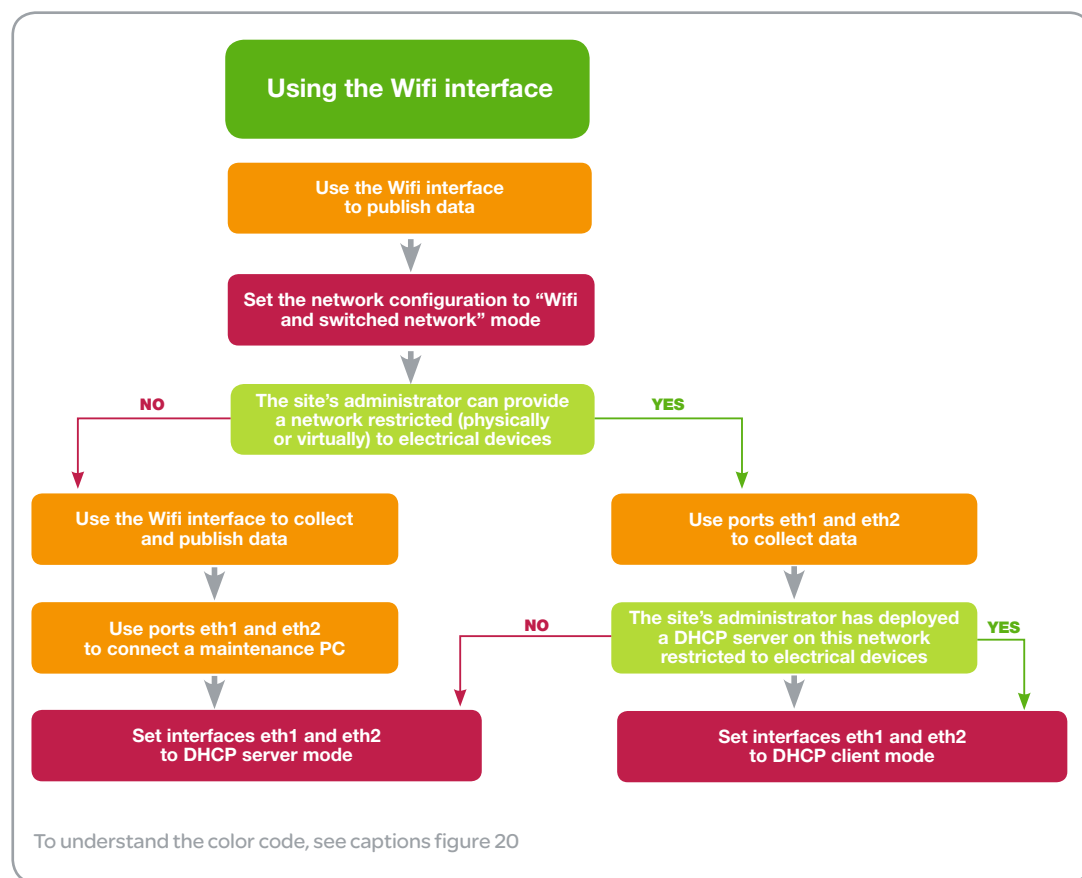 Using the Wifi interface
Use the Wifi interface
to publish data
Set the network configuration to “Wifi
and switched network” mode
The site’s administrator can provide
a network restricted (physically
or virtually) to electrical devices
NO
YES
Use the Wifi interface to collect
and publish data
Use ports eth1 and eth2
to collect data
Use ports eth1 and eth2
to connect a maintenance PC
The site’s administrator has deployed
a DHCP server on this network
restricted to electrical devices
NO
YES
Set interfaces eth1 and eth2
to DHCP server mode
Set interfaces eth1 and eth2
to DHCP client mode
To understand the color code, see captions figure 20